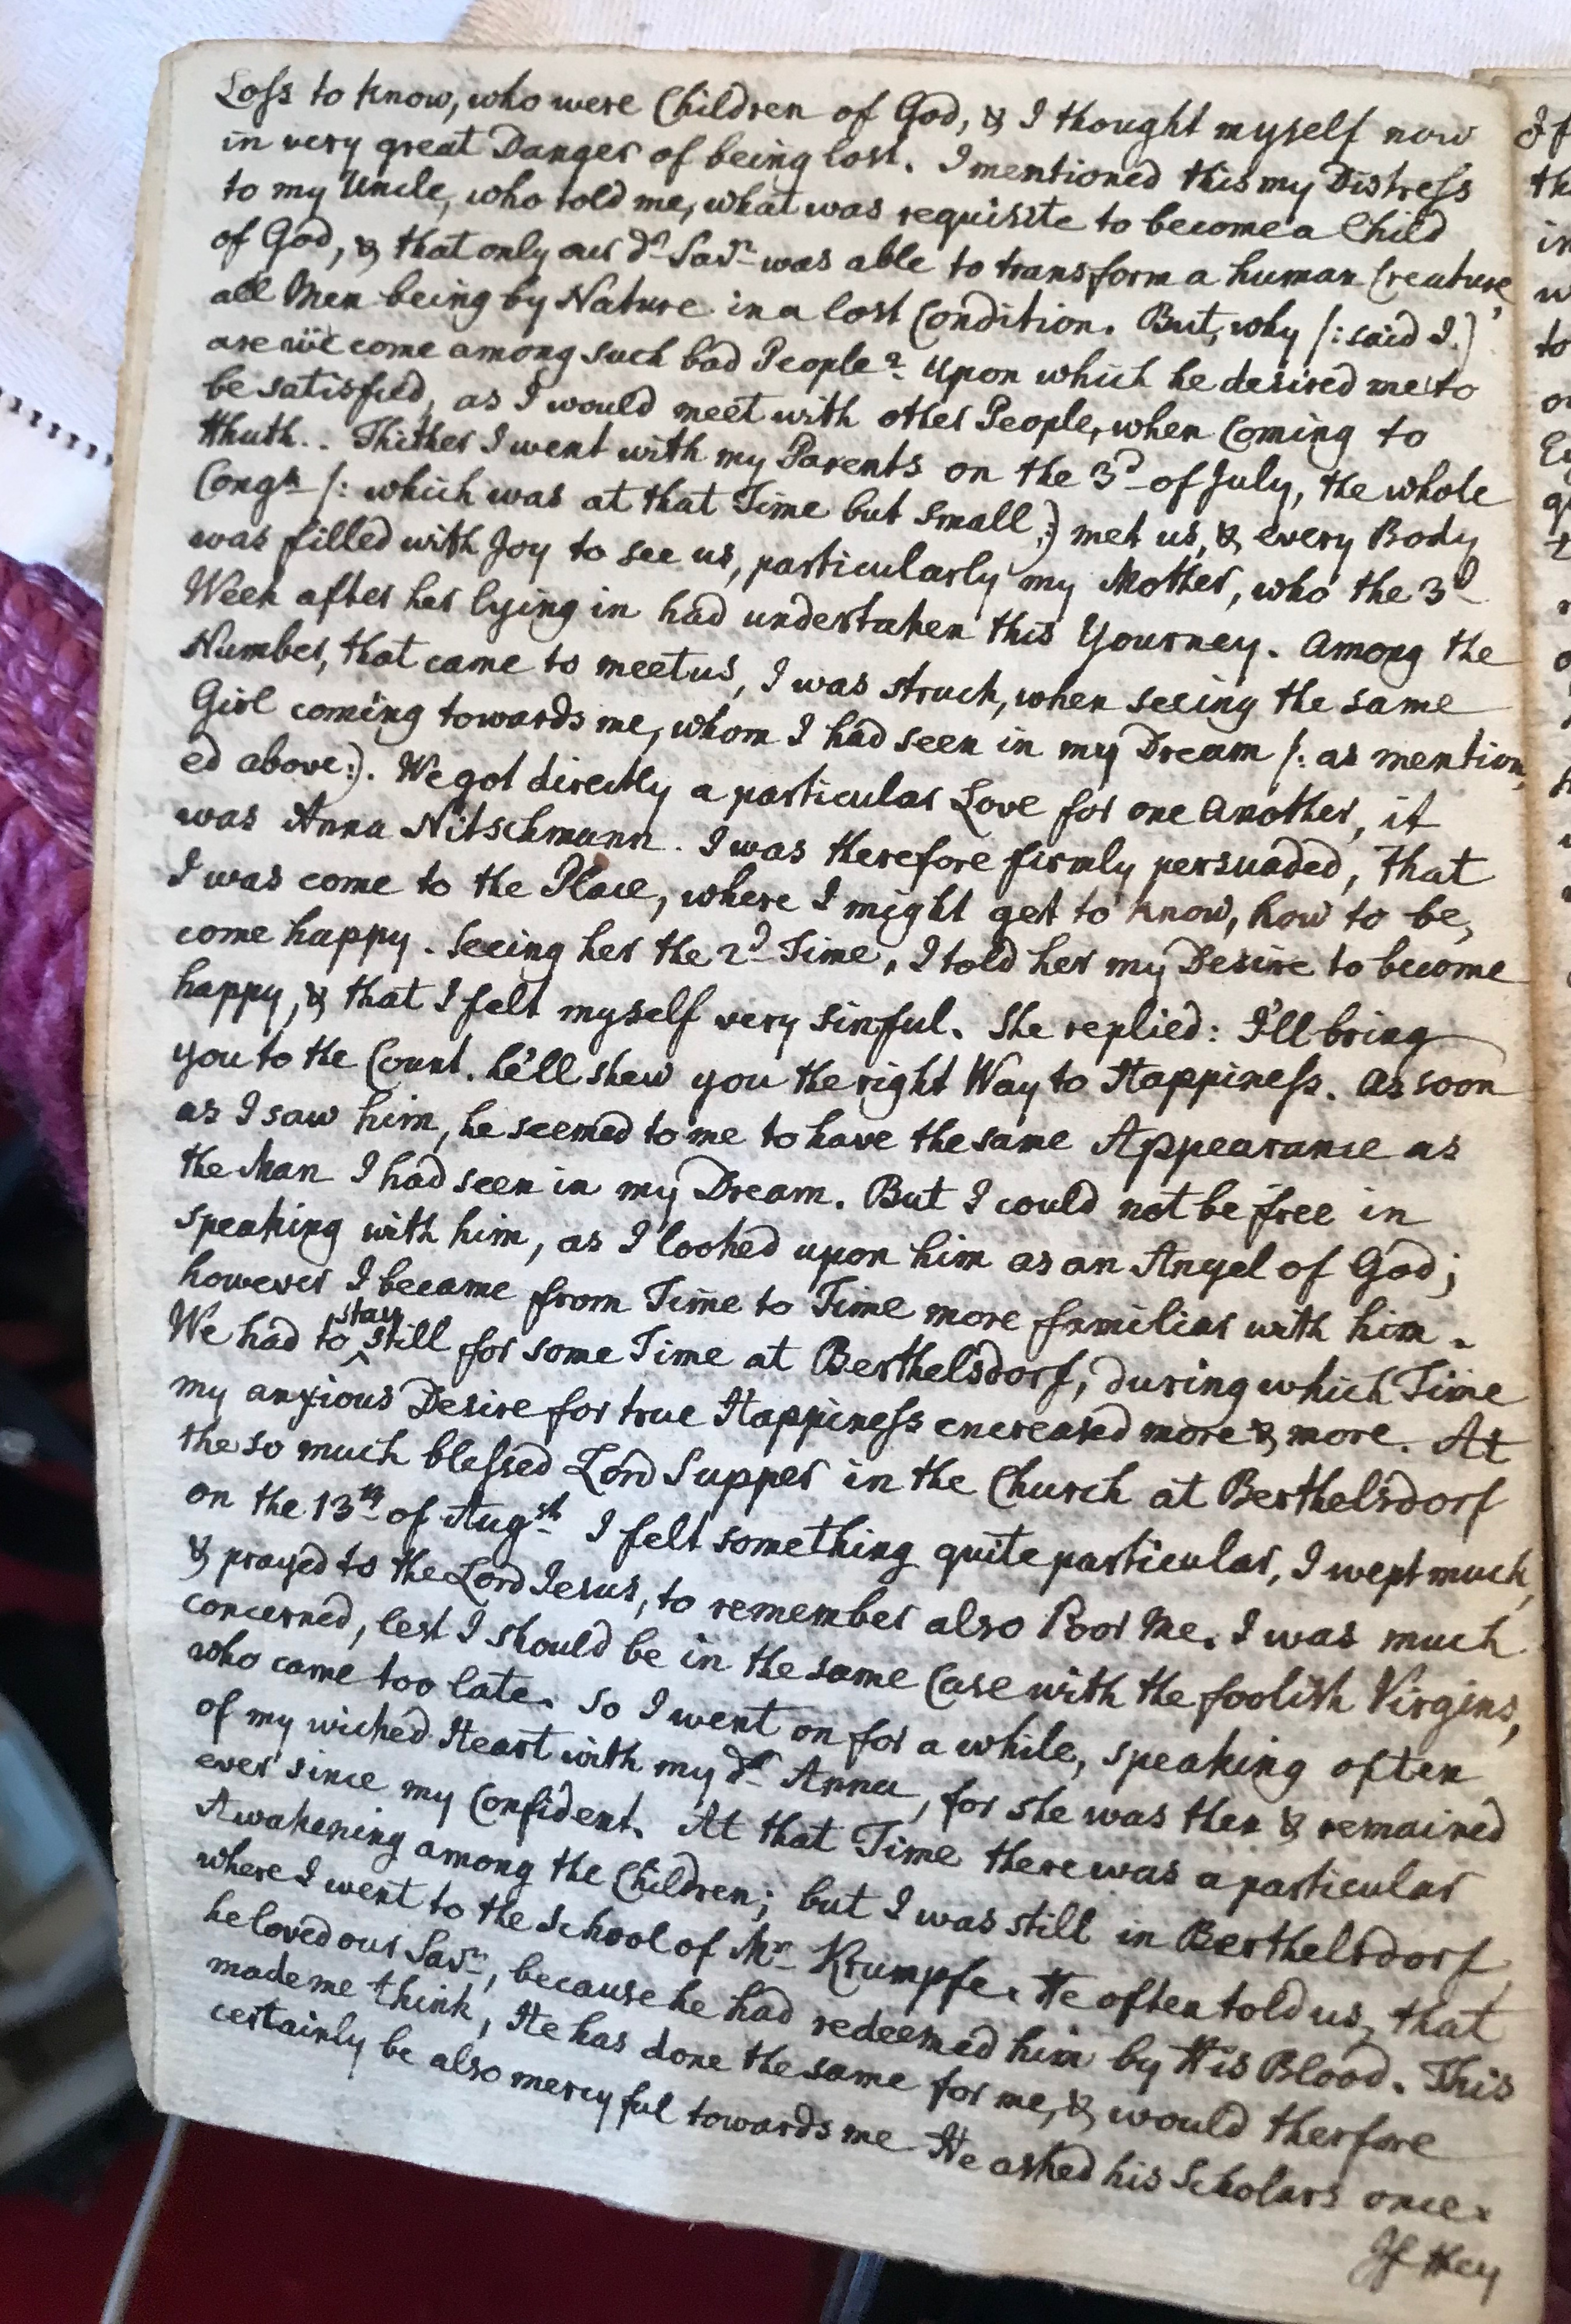 Loss to know, who were Children of God, & I thought myself now
in very great Danger of being lost. I mentioned this my Distress
to my Uncle, who told me, what was requisite to become a Child
of God, & that only our dr Savr was able to transform a human Creature,
all Men being by Nature in a lost Condition. But, why /: said I :/
are we come among such bad People? Upon which he desired me to
be satisfied, as I would meet with other People, when Coming to
Hhuth.. Thither I went with my Parents on the 3d of July, the whole
Congn /: which was at that Time but small :/ met us, & every Body
was filled with Joy to see us, particularly my Mother, who the 3d
Week after her lying in had undertaken this Yourney. Among the
Number, that came to meet us, I was struck, when seeing the same
Girl coming towards me, whom I had seen in my Dream /: as mention,
ed above :/. We got directly a particular Love for one another, it
was Anna Nitschmann. I was therefore firmly persuaded, that
I was come to the Place, where I might get to know, how to be,
come happy. Seeing her the 2d Time, I told her my Desire to become
happy, & that I felt myself very sinful. She replied: I'll bring
you to the Count. he'll shew you the right Way to Happiness. As soon
as I saw him, he seemed to me to have the same Appearance as
the Man I had seen in my Dream. But I could not be free in
speaking with him, as I looked upon him as an Angel of God;
however I became from Time to Time more familiar with him.
We had to stay still for some Time at Berthelsdorf, during which Time
my anxious Desire for true Happiness encreased more & more. At
the so much blessed Lord Supper in the Church at Berthelsdorf
on the 13th of Augst I felt something quite particular, I wept much,
& prayed to the Lord Jesus, to remember also Poor Me. I was much
concerned, lest I should be in the same Case with the foolish Virgins,
who came too late. So I went on for a while, speaking often
of my wicked Heart with my dr Anna, for she was then & remained
ever since my Confident. At that Time there was a particular
Awakening among the Children; but I was still in Berthelsdorf,
where I went to the School of Mr Krumpfe. He often told us, that
he loved our Savr, because he had redeemed him by His Blood. This
made me think, He has done the same for me, & would therfore
certainly be also mercyful towards me He asked his Scholars once.
If they